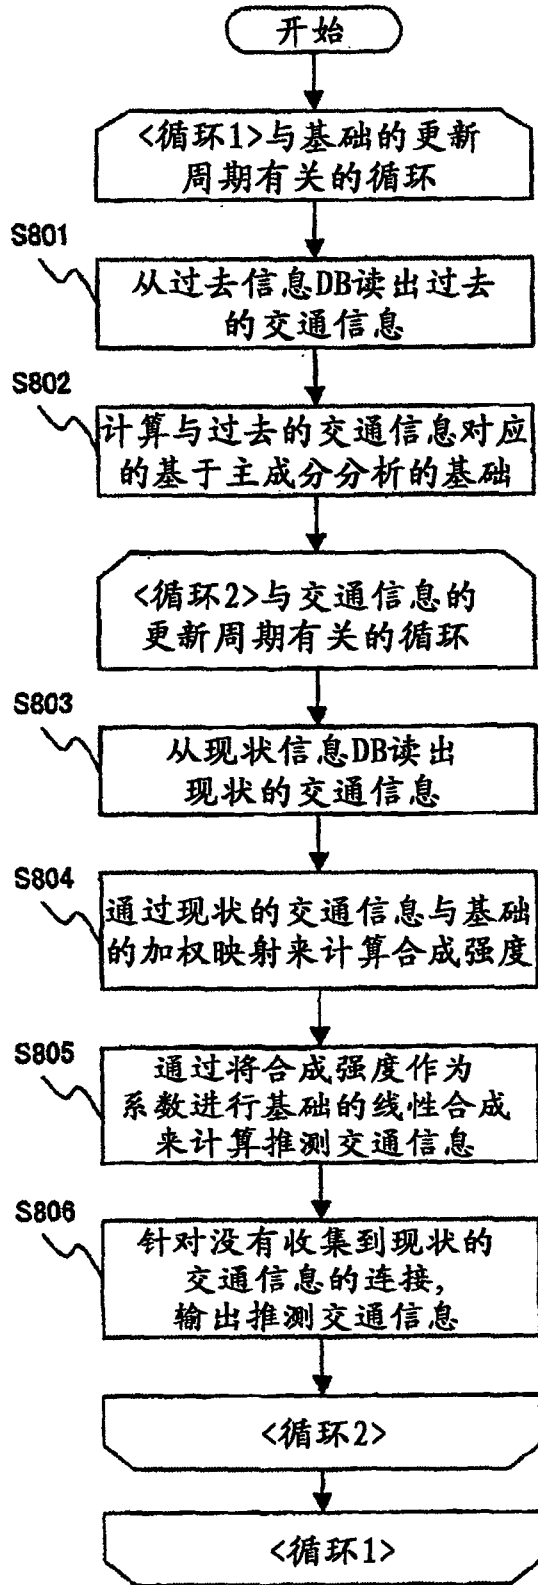 开始
<循环1>与基础的更新
周期有关的循环
S801
从过去信息DB读出过去
的交通信息
S802
计算与过去的交通信息对应
的基于主成分分析的基础
<循环2>与交通信息的
更新周期有关的循环
S803
从现状信息DB读出
现状的交通信息
S804
通过现状的交通信息与基础
的加权映射来计算合成强度
S805
通过将合成强度作为
系数进行基础的线性合成
来计算推测交通信息
S806
针对没有收集到现状的
交通信息的连接,
输出推测交通信息
<循环2>
<循环1>